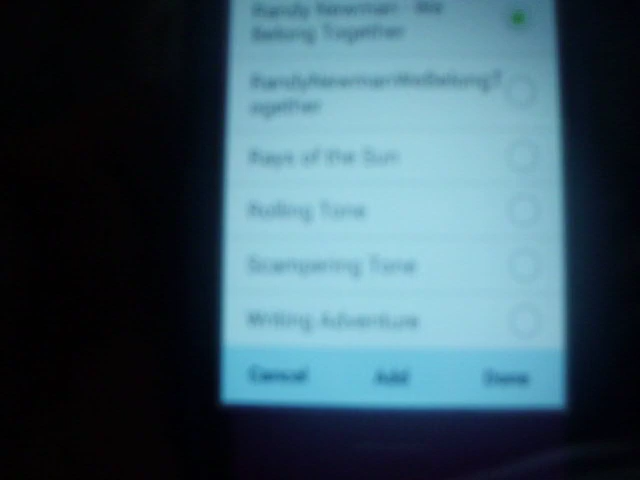 Randy Newman - We
Belong Together
RandyNewmanWeBelongT
ogether
Rays of the Sun
Rolling Tone
Scampering Tone
Writing Adventure
Cancel Add Done